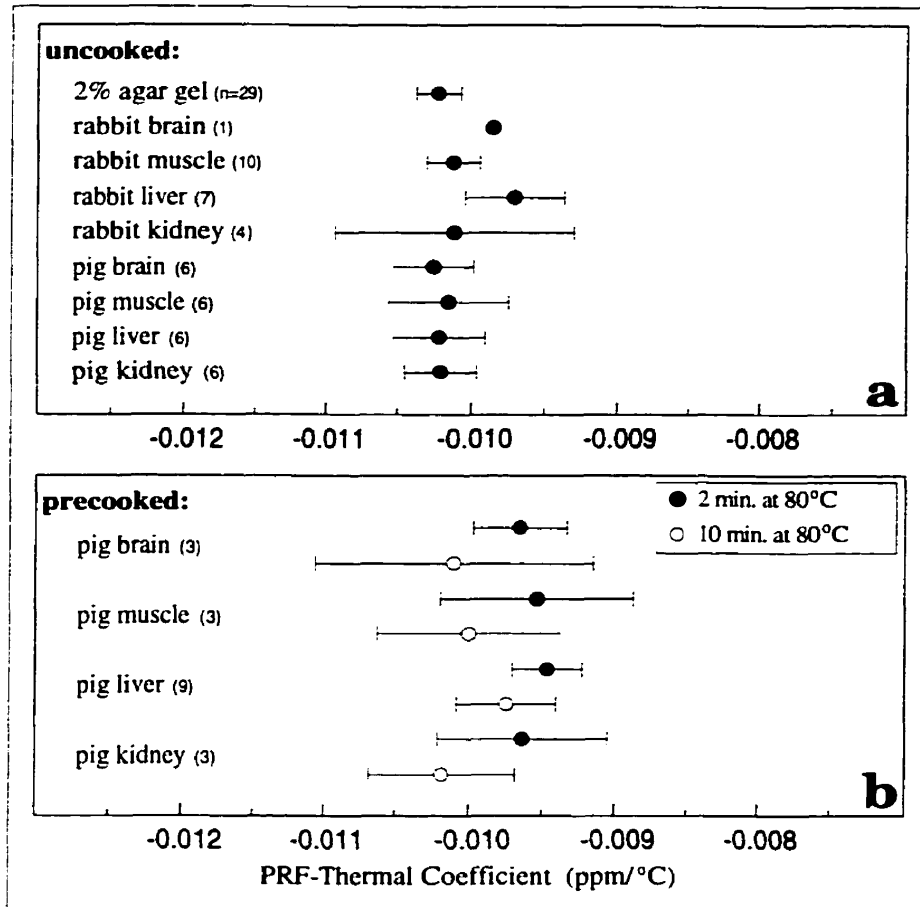 uncooked:
2% agar gel (n=29)
rabbit brain (1)
rabbit muscle (10)
rabbit liver (7)
rabbit kidney (4)
pig brain (6)
pig muscle (6)
pig liver (6)
pig kidney (6)
a
-0.012 -0.011 -0.010 -0.009 -0.008
precooked:
2 min. at 80°C
10 min. at 80°C
pig brain (3)
pig muscle (3)
pig liver (9)
pig kidney (3)
b
-0.012 -0.011 -0.010 -0.009 -0.008
PRF-Thermal Coefficient (ppm/°C)